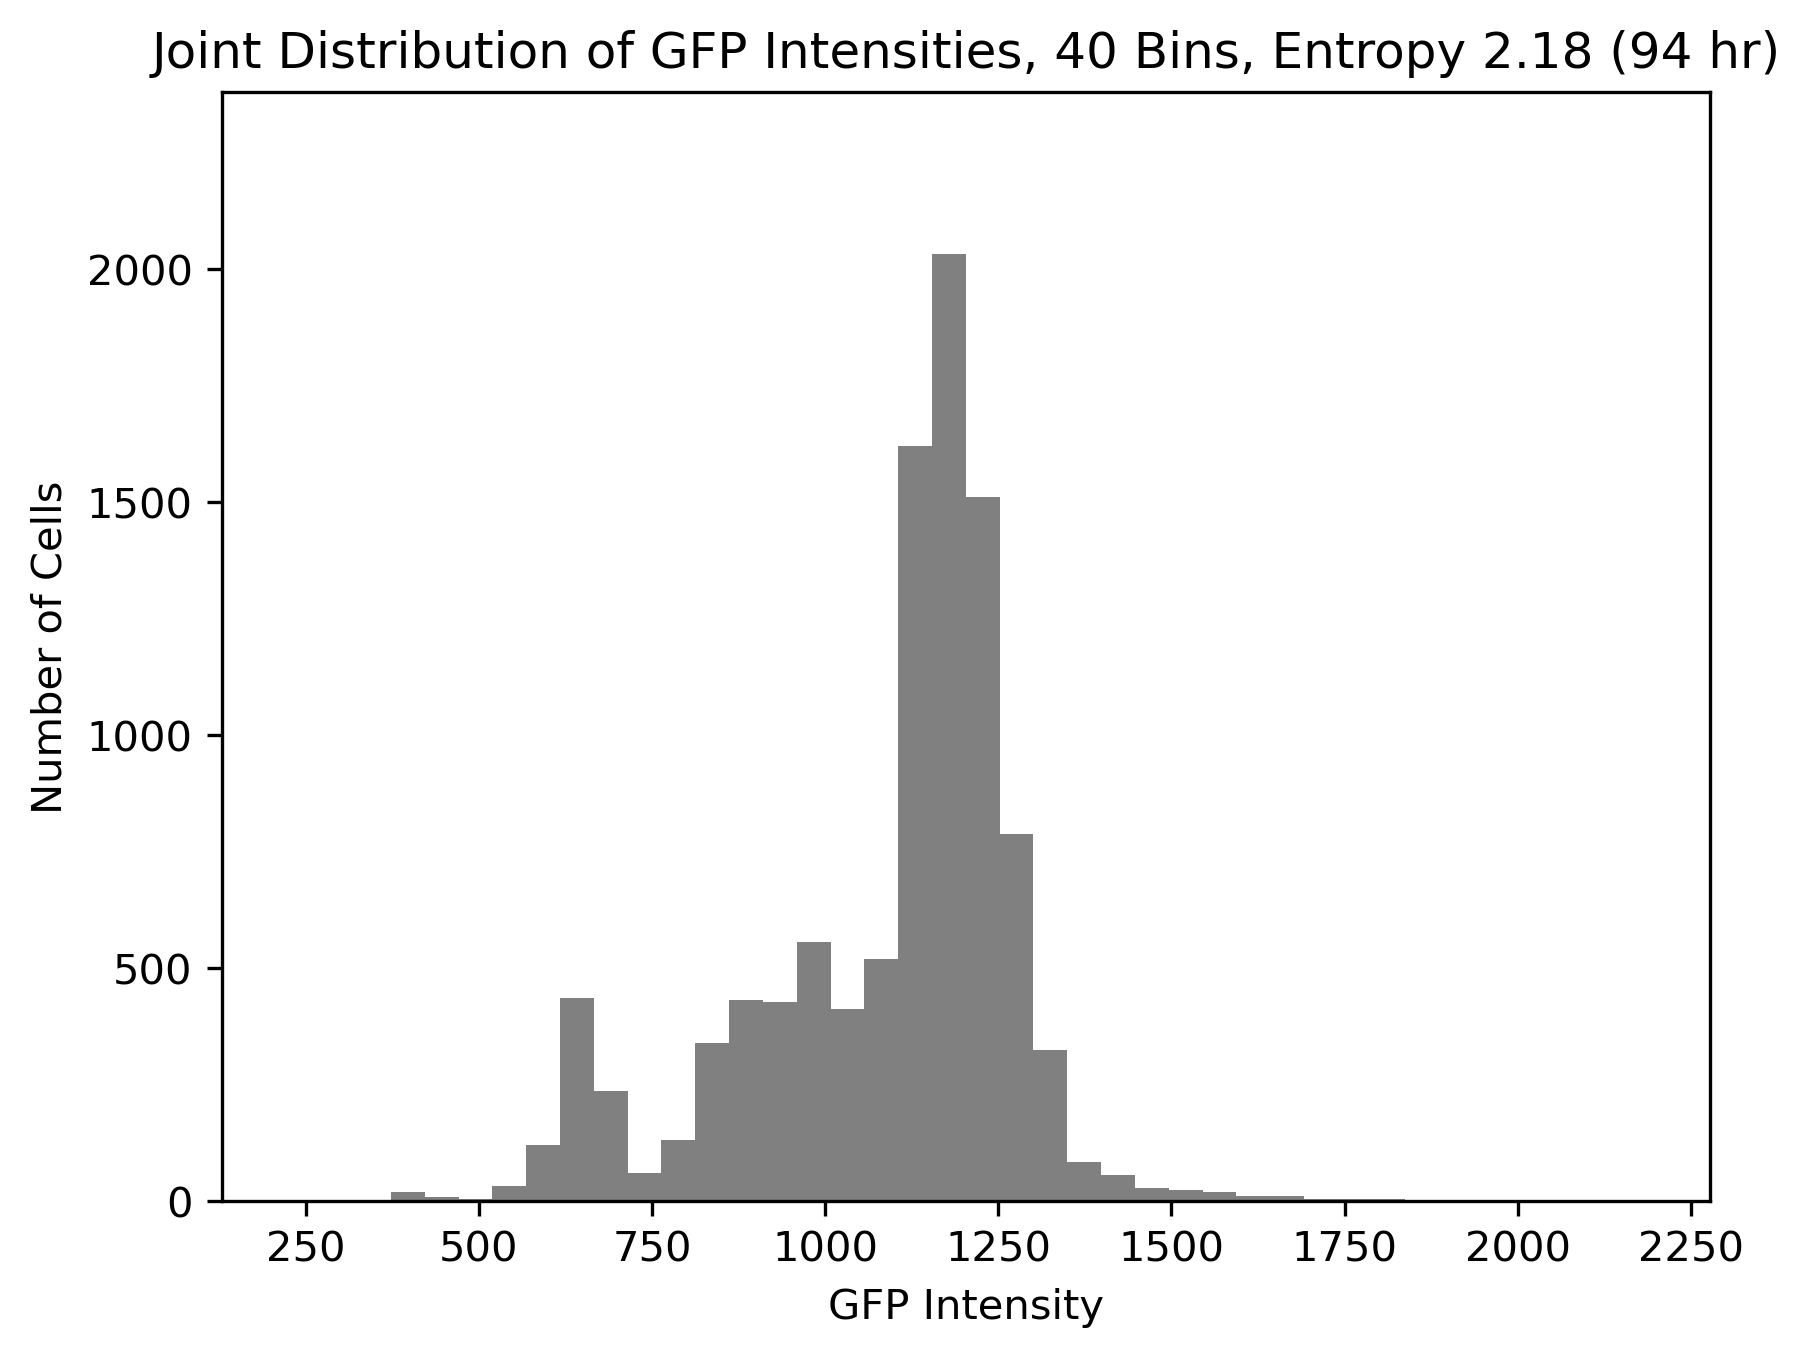 Joint Distribution of GFP Intensities, 40 Bins, Entropy 2.18 (94 hr)
Number of Cells
2000
1500
1000
500
0
250 500 750 1000 1250 1500 1750 2000 2250
GFP Intensity